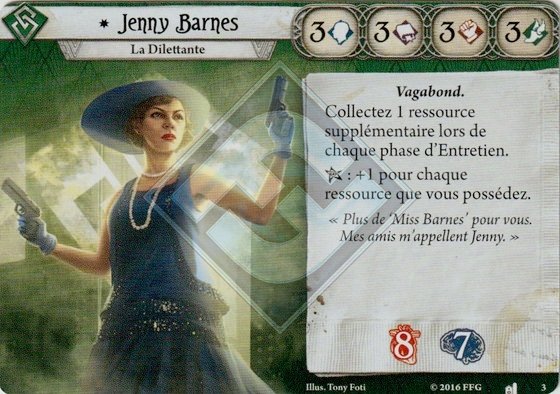 * Jenny Barnes
La Dilettante
3 3 3 3
Vagabond.
Collectez 1 ressource
supplémentaire lors de
chaque phase d'Entretien.
: +1 pour chaque
ressource que vous possédez.
« Plus de 'Miss Barnes' pour vous.
Mes amis m'appellent Jenny. »
8 7
Illus. Tony Foti © 2016 FFG 3